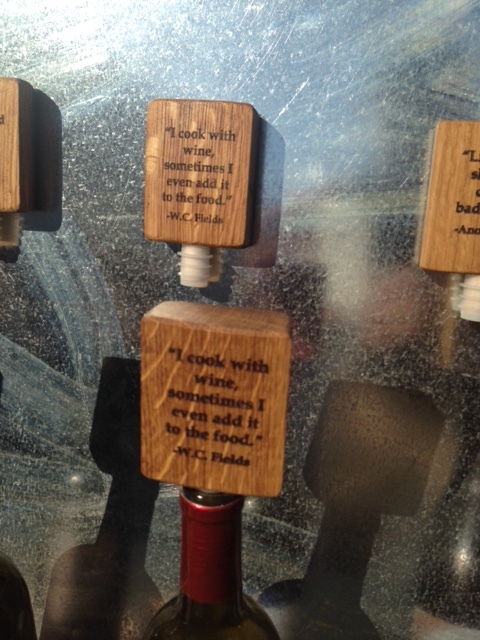 "I cook with
wine,
sometimes I
even add it
to the food."
-W.C. Fields
"I cook with
wine,
sometimes I
even add it
to the food."
-W.C. Fields
bad